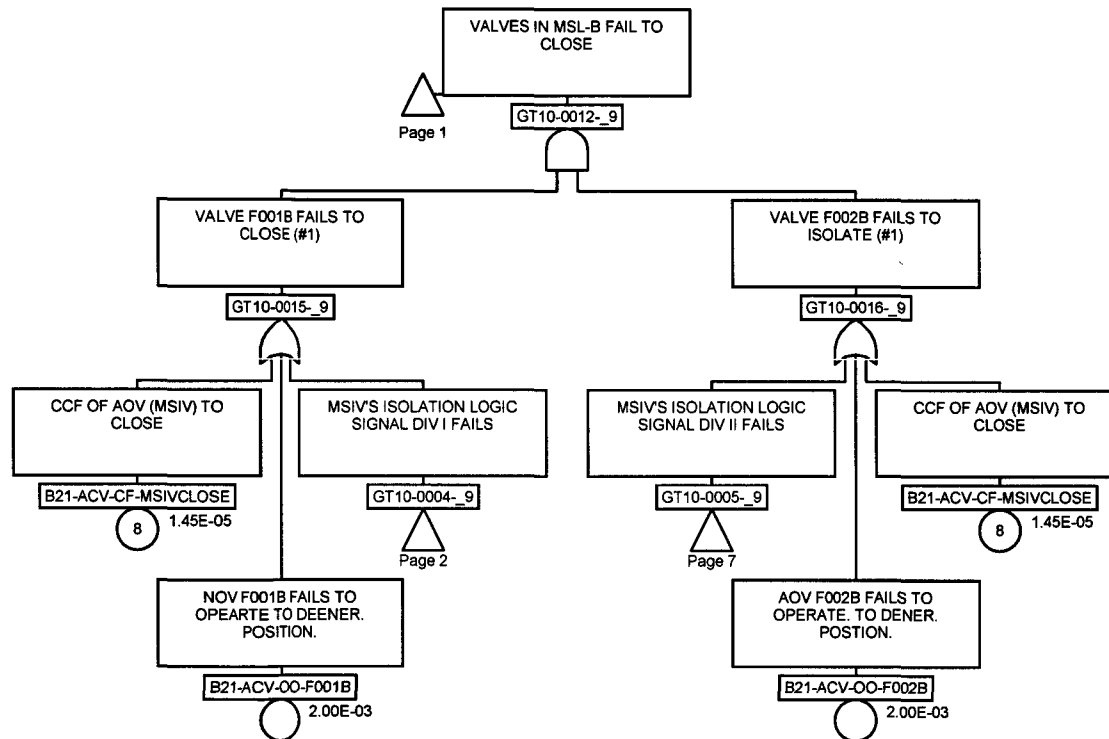 VALVES IN MSL-B FAIL TO
CLOSE
Page 1
GT10-0012-_9
VALVE F001B FAILS TO
CLOSE (#1)
GT10-0015-_9
VALVE F002B FAILS TO
ISOLATE (#1)
GT10-0016-_9
CCF OF AOV (MSIV) TO
CLOSE
B21-ACV-CF-MSIVCLOSE
8
1.45E-05
MSIV'S ISOLATION LOGIC
SIGNAL DIV I FAILS
GT10-0004-_9
Page 2
MSIV'S ISOLATION LOGIC
SIGNAL DIV II FAILS
GT10-0005-_9
Page 7
CCF OF AOV (MSIV) TO
CLOSE
B21-ACV-CF-MSIVCLOSE
8
1.45E-05
NOV F001B FAILS TO
OPEARTE TO DEENER.
POSITION.
B21-ACV-OO-F001B
2.00E-03
AOV F002B FAILS TO
OPERATE. TO DENER.
POSTION.
B21-ACV-OO-F002B
2.00E-03